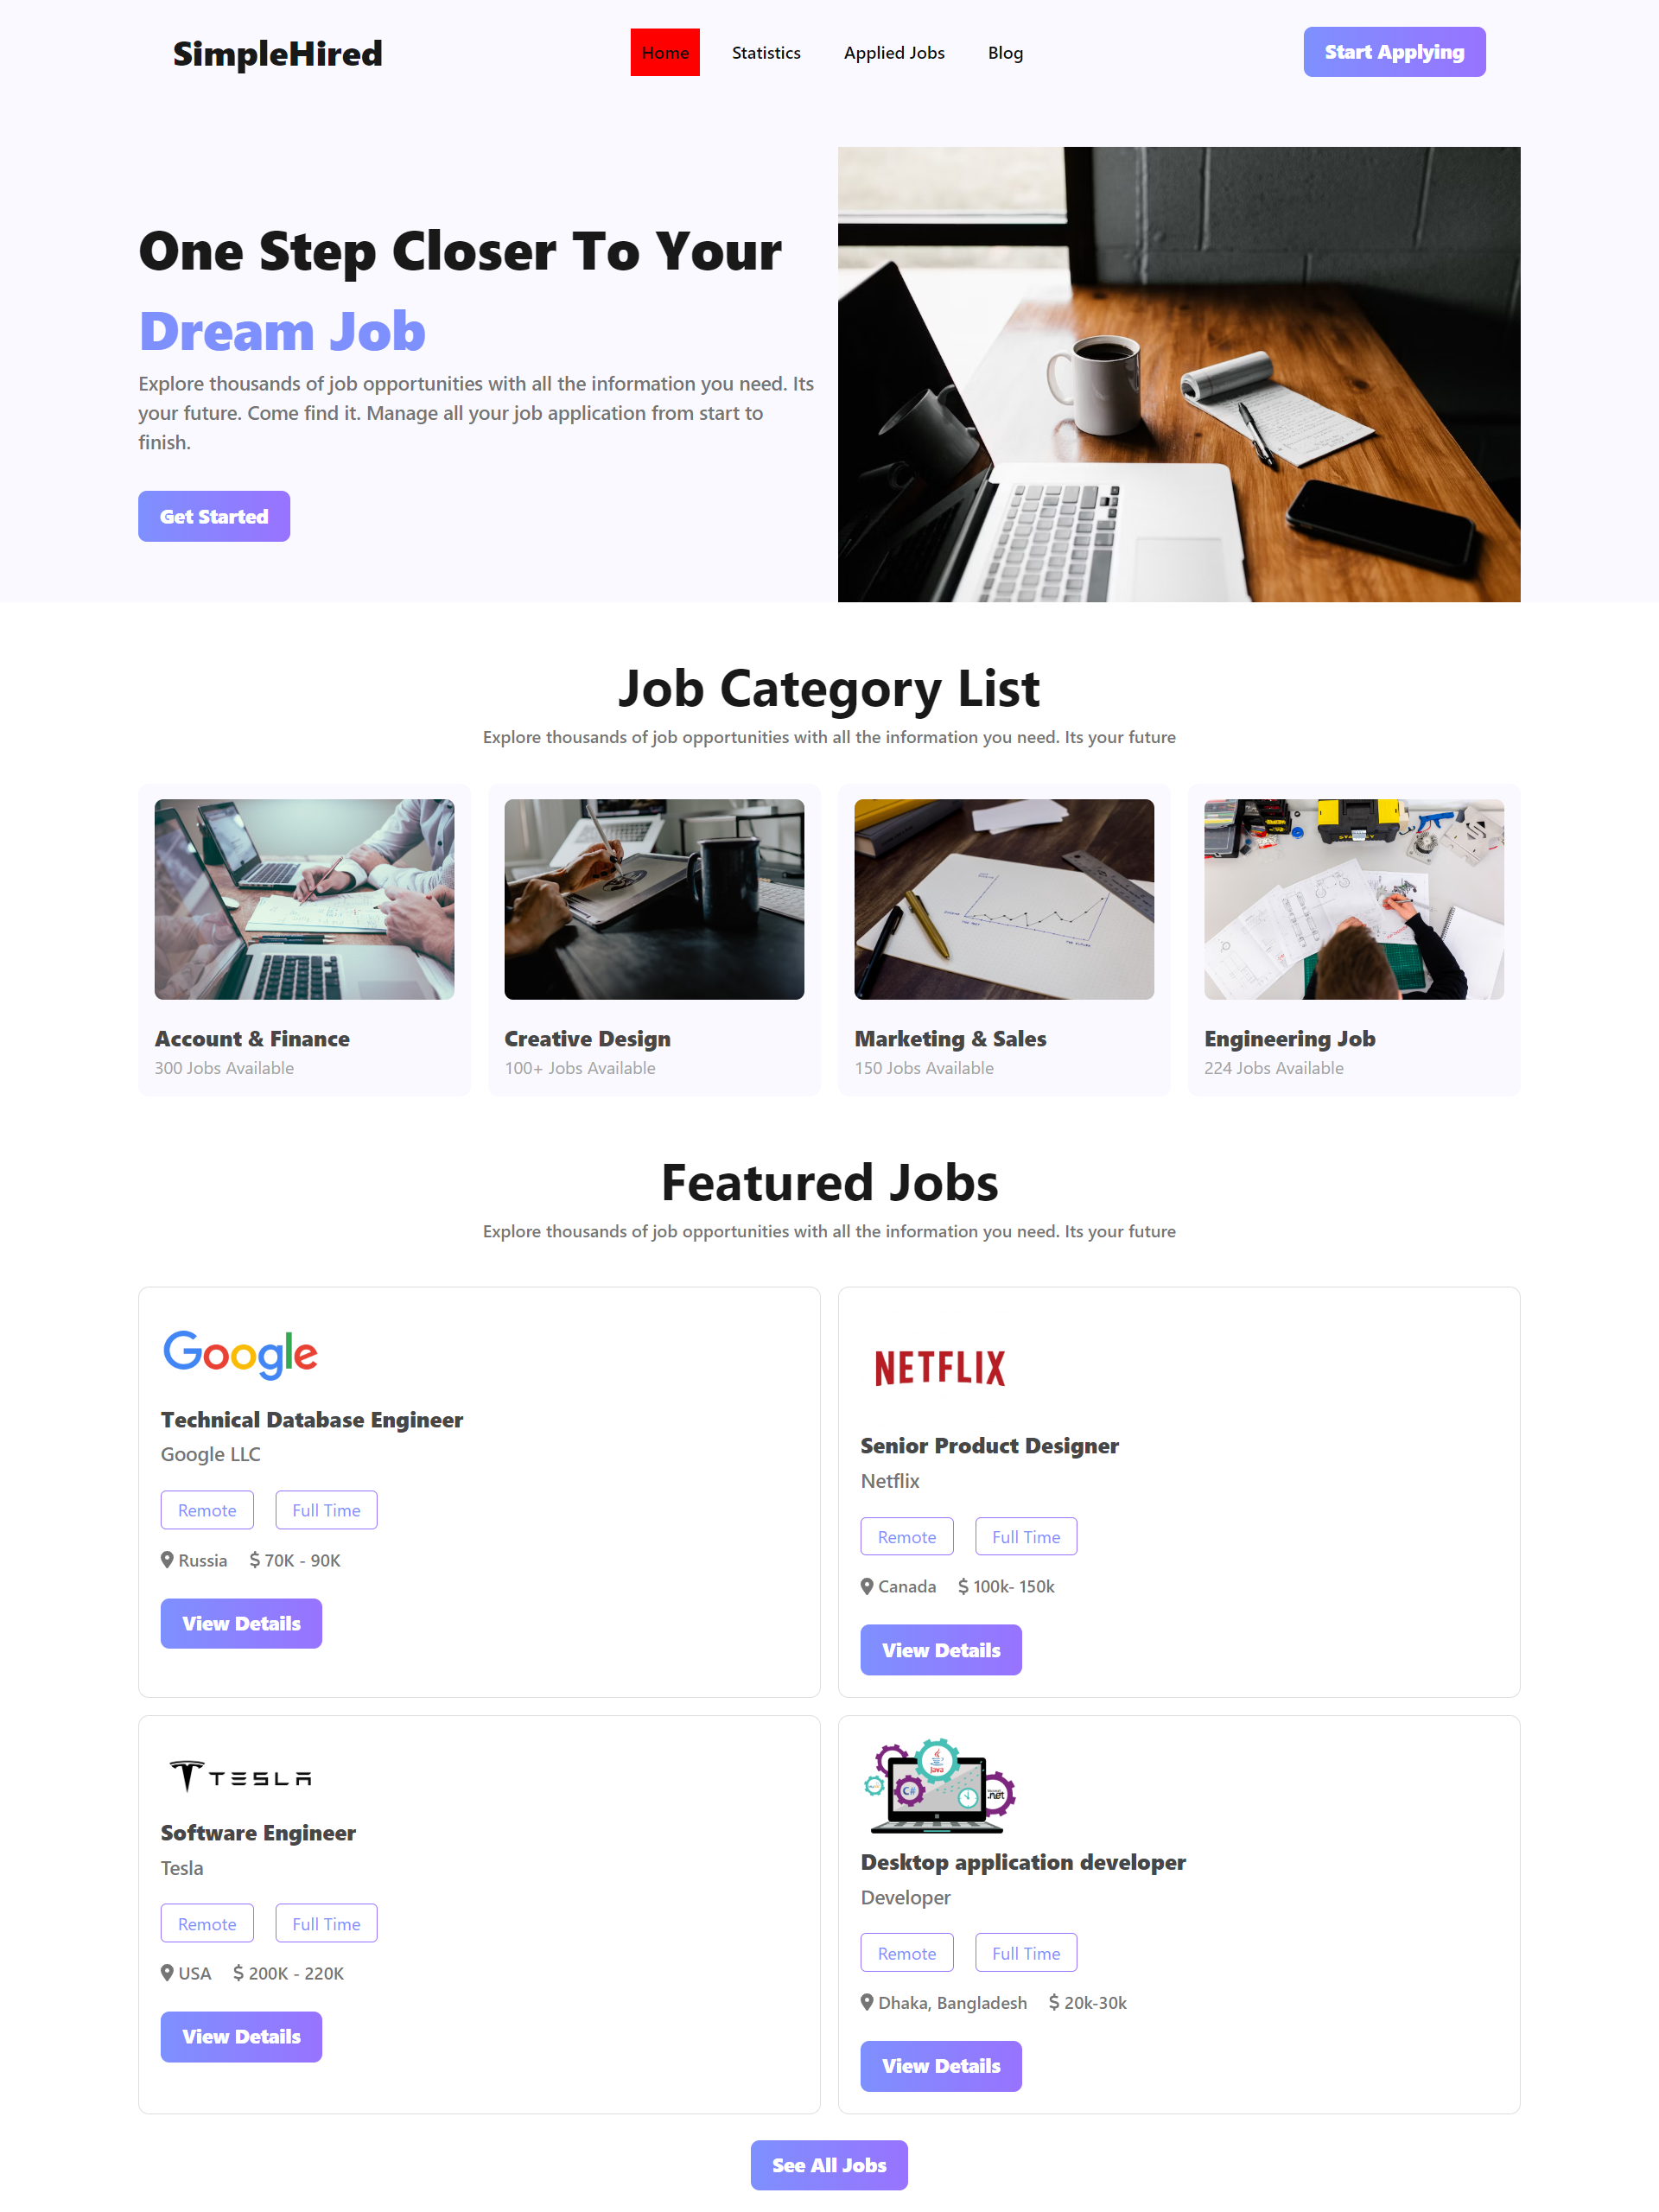 SimpleHired
Home
Statistics
Applied Jobs
Blog
Start Applying
One Step Closer To Your
Dream Job
Explore thousands of job opportunities with all the information you need. Its
your future. Come find it. Manage all your job application from start to
finish.
Get Started
Job Category List
Explore thousands of job opportunities with all the information you need. Its your future
Account & Finance
300 Jobs Available
Creative Design
100+ Jobs Available
Marketing & Sales
150 Jobs Available
Engineering Job
224 Jobs Available
Featured Jobs
Explore thousands of job opportunities with all the information you need. Its your future
Google
Technical Database Engineer
Google LLC
Remote
Full Time
Russia
$ 70K - 90K
View Details
NETFLIX
Senior Product Designer
Netflix
Remote
Full Time
Canada
$ 100k- 150k
View Details
TESLA
Software Engineer
Tesla
Remote
Full Time
USA
$ 200K - 220K
View Details
Java
C#
.net
Desktop application developer
Developer
Remote
Full Time
Dhaka, Bangladesh
$ 20k-30k
View Details
See All Jobs